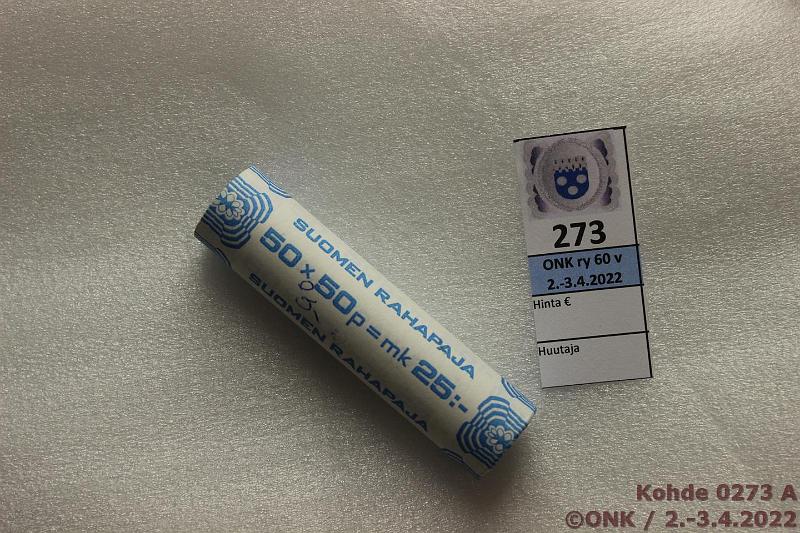 SUOMEN RAHAPAJA
50 x 50p = mk 25:-
SUOMEN RAHAPAJA
273
ONK ry 60 v
2.-3.4.2022
Hinta €
Huutaja
Kohde 0273 A
©ONK / 2.-3.4.2022